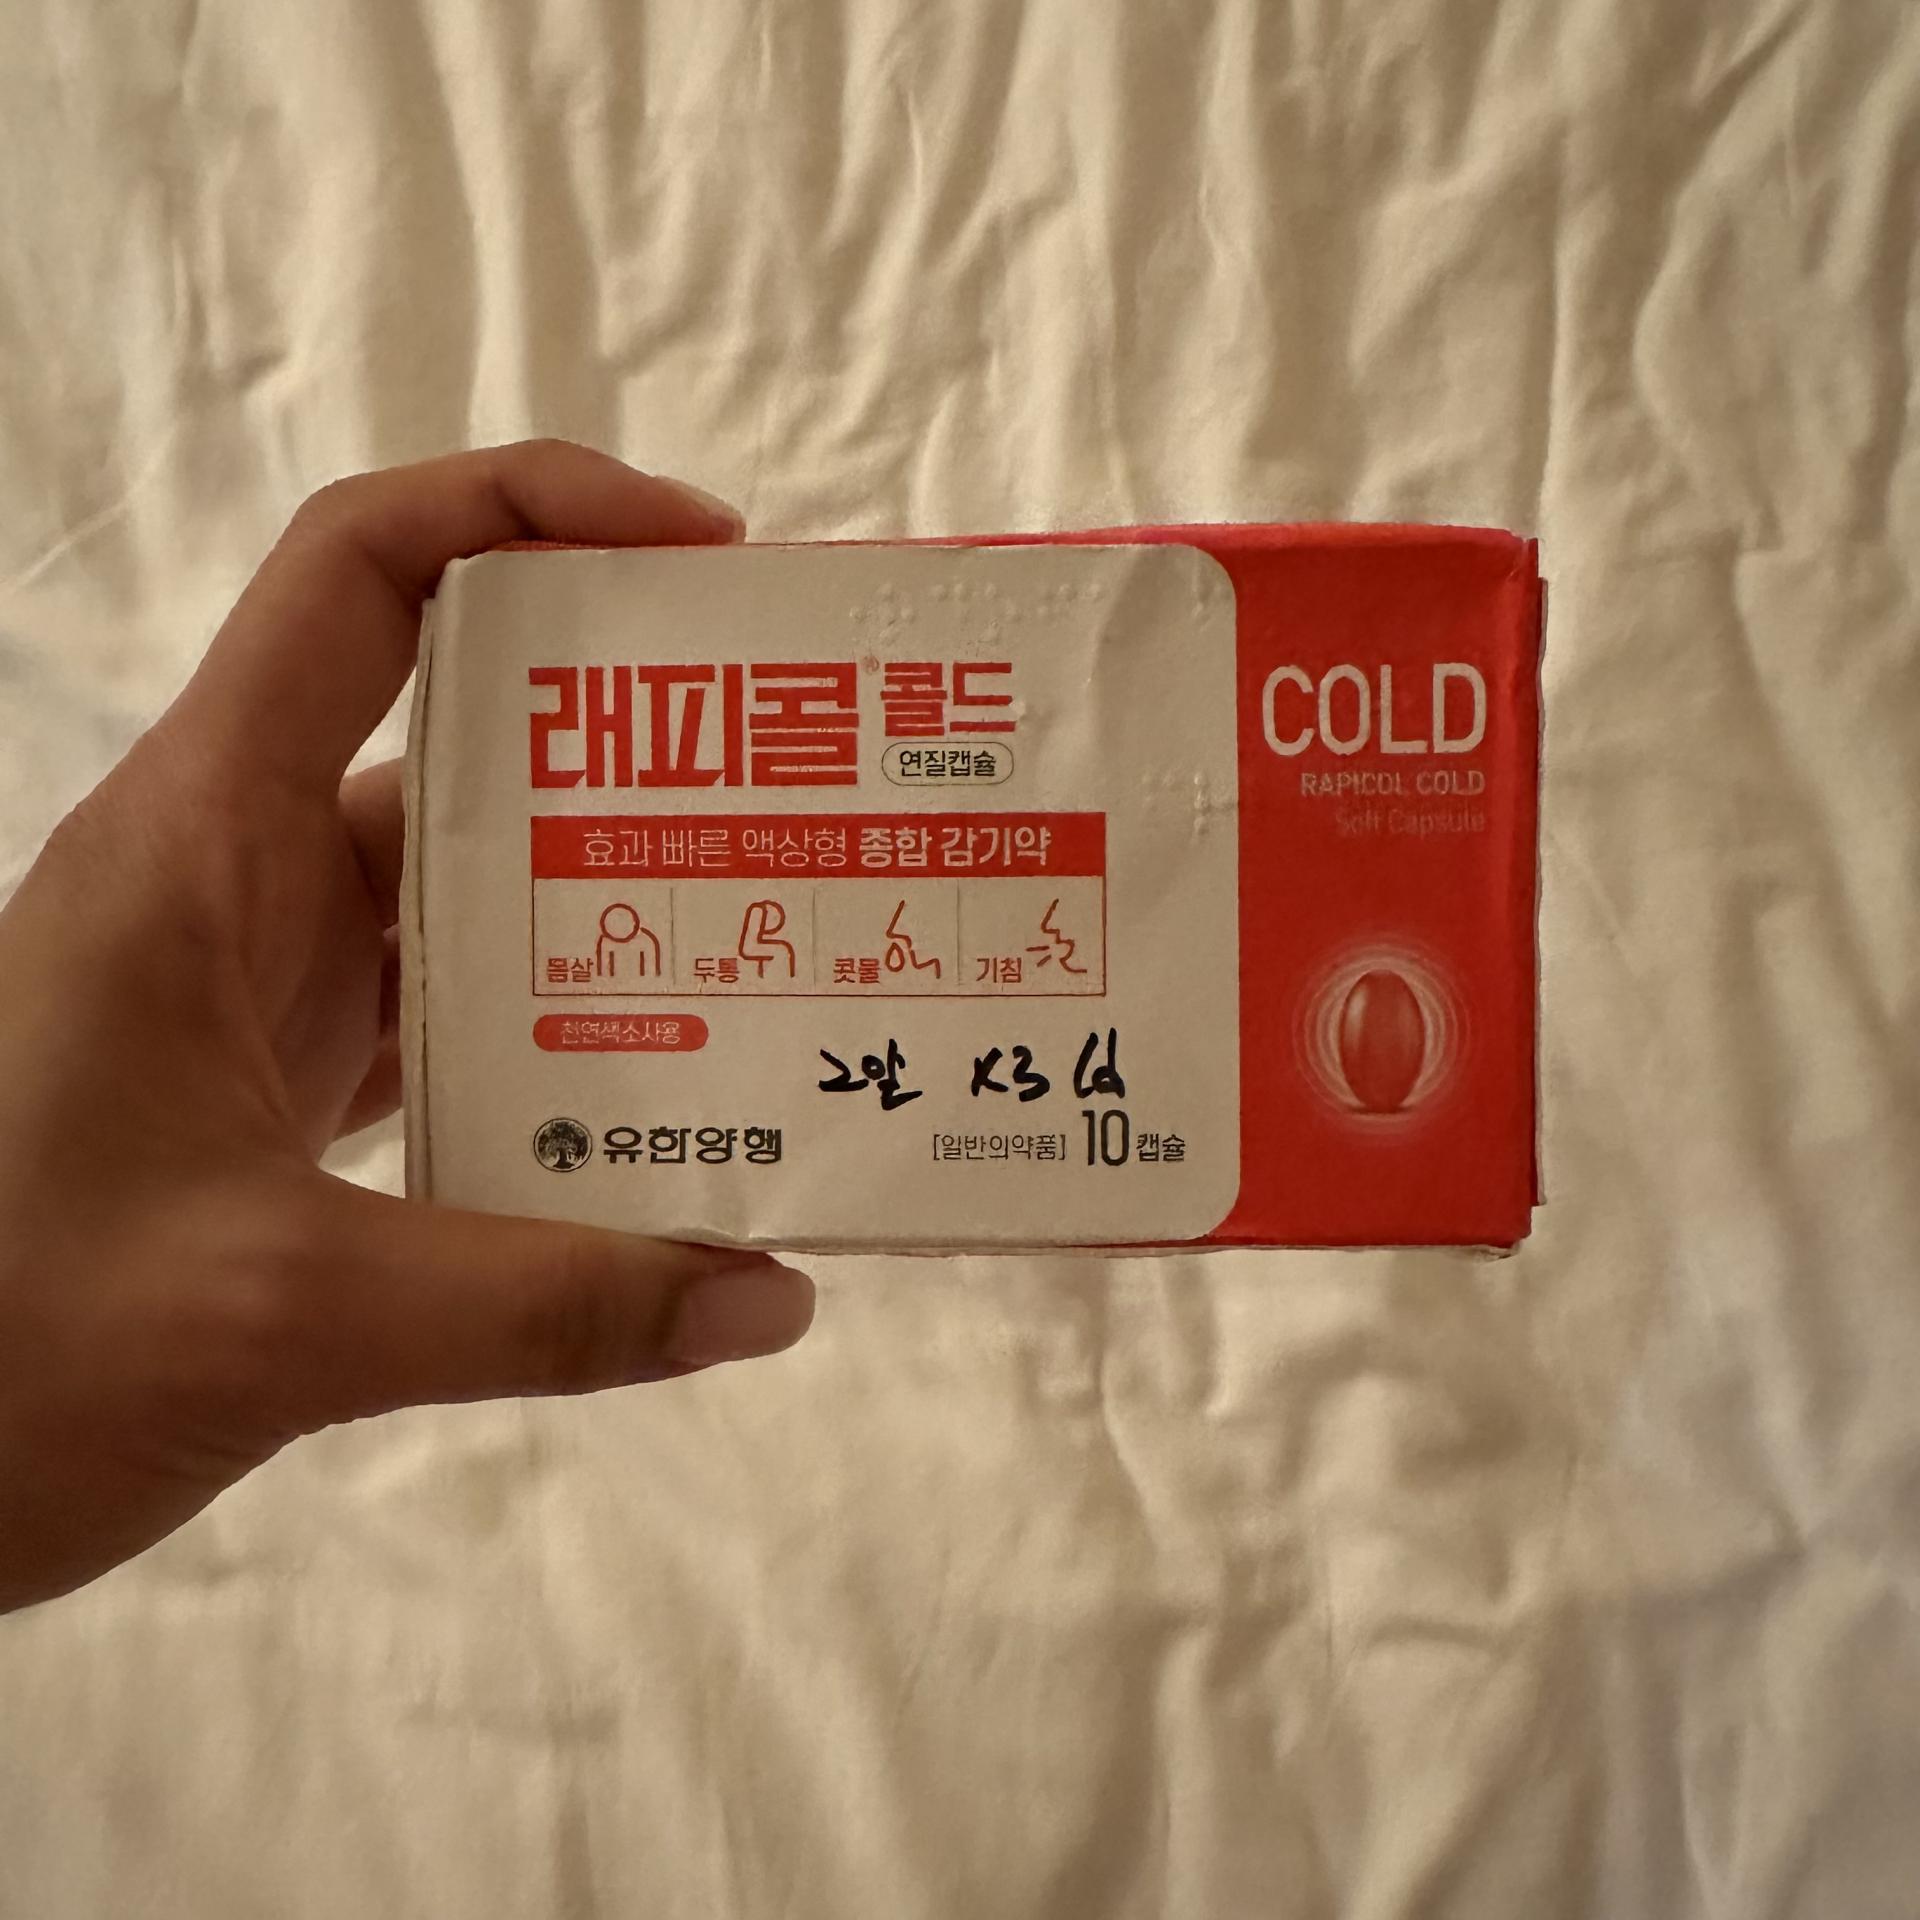 래피콜® 콜드
연질캡슐
효과 빠른 액상형 종합 감기약
몸살 두통 콧물 기침
천연색소사용
2알 x3
유한양행
[일반의약품] 10캡슐
COLD
RAPICOL COLD
Soft Capsule